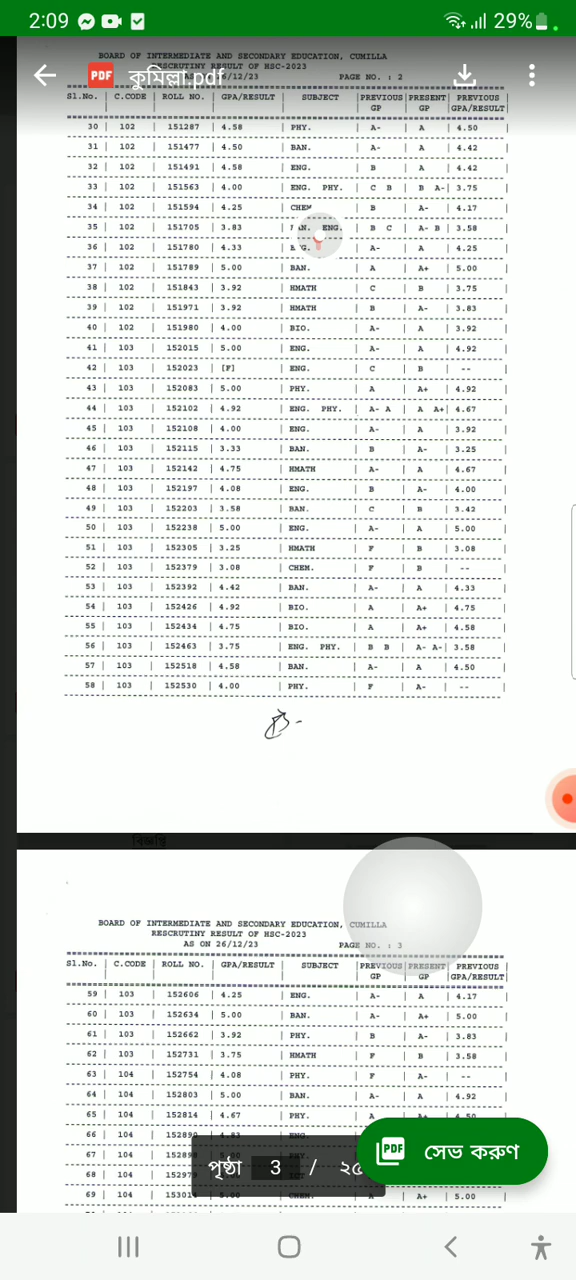 2:09 29%
BOARD OF INTERMEDIATE AND SECONDARY EDUCATION, CUMILLA
RESCRUTINY RESULT OF HSC-2023
PDF কুমিল্লা.pdf
26/12/23 PAGE NO. : 2
Sl.No. | C.CODE | ROLL NO. | GPA/RESULT | SUBJECT | PREVIOUS GP | PRESENT GP | PREVIOUS GPA/RESULT
30 | 102 | 151287 | 4.58 | PHY. | A- | A | 4.50 |
31 | 102 | 151477 | 4.50 | BAN. | A- | A | 4.42 |
32 | 102 | 151491 | 4.58 | ENG. | B | A | 4.42 |
33 | 102 | 151563 | 4.00 | ENG. PHY. | C B | B A- | 3.75 |
34 | 102 | 151594 | 4.25 | CHEM | B | A- | 4.17 |
35 | 102 | 151705 | 3.83 | ENG. | B C | A- B | 3.58 |
36 | 102 | 151780 | 4.33 | A- | A | 4.25 |
37 | 102 | 151789 | 5.00 | BAN. | A | A+ | 5.00 |
38 | 102 | 151843 | 3.92 | HMATH | C | B | 3.75 |
39 | 102 | 151971 | 3.92 | HMATH | B | A- | 3.83 |
40 | 102 | 151980 | 4.00 | BIO. | A- | A | 3.92 |
41 | 103 | 152015 | 5.00 | ENG. | A- | A | 4.92 |
42 | 103 | 152023 | [F] | ENG. | C | B | -- |
43 | 103 | 152083 | 5.00 | PHY. | A | A+ | 4.92 |
44 | 103 | 152102 | 4.92 | ENG. PHY. | A- A | A A+ | 4.67 |
45 | 103 | 152108 | 4.00 | ENG. | A- | A | 3.92 |
46 | 103 | 152115 | 3.33 | BAN. | B | A- | 3.25 |
47 | 103 | 152142 | 4.75 | HMATH | A- | A | 4.67 |
48 | 103 | 152197 | 4.08 | ENG. | B | A- | 4.00 |
49 | 103 | 152203 | 3.58 | BAN. | C | B | 3.42 |
50 | 103 | 152238 | 5.00 | ENG. | A- | A | 5.00 |
51 | 103 | 152305 | 3.25 | HMATH | F | B | 3.08 |
52 | 103 | 152379 | 3.08 | CHEM. | F | B | -- |
53 | 103 | 152392 | 4.42 | BAN. | A- | A | 4.33 |
54 | 103 | 152426 | 4.92 | BIO. | A | A+ | 4.75 |
55 | 103 | 152434 | 4.75 | BIO. | A | A+ | 4.58 |
56 | 103 | 152463 | 3.75 | ENG. PHY. | B B | A- A- | 3.58 |
57 | 103 | 152518 | 4.58 | BAN. | A- | A | 4.50 |
58 | 103 | 152530 | 4.00 | PHY. | F | A- | -- |
BOARD OF INTERMEDIATE AND SECONDARY EDUCATION, CUMILLA
RESCRUTINY RESULT OF HSC-2023
AS ON 26/12/23 PAGE NO. : 3
Sl.No. | C.CODE | ROLL NO. | GPA/RESULT | SUBJECT | PREVIOUS GP | PRESENT GP | PREVIOUS GPA/RESULT
59 | 103 | 152606 | 4.25 | ENG. | A- | A | 4.17 |
60 | 103 | 152634 | 5.00 | BAN. | A- | A+ | 5.00 |
61 | 103 | 152662 | 3.92 | PHY. | B | A- | 3.83 |
62 | 103 | 152731 | 3.75 | HMATH | F | B | 3.58 |
63 | 104 | 152754 | 4.08 | PHY. | F | A- | -- |
64 | 104 | 152803 | 5.00 | BAN. | A- | A | 4.92 |
65 | 104 | 152814 | 4.67 | PHY. | A | A+ | 4.50
66 | 104 |
67 | 104 |
68 | 104 |
69 | 104 | 5.00 | CHEM. | A | A+ | 5.00 |
পৃষ্ঠা 3 /
PDF সেভ করুণ